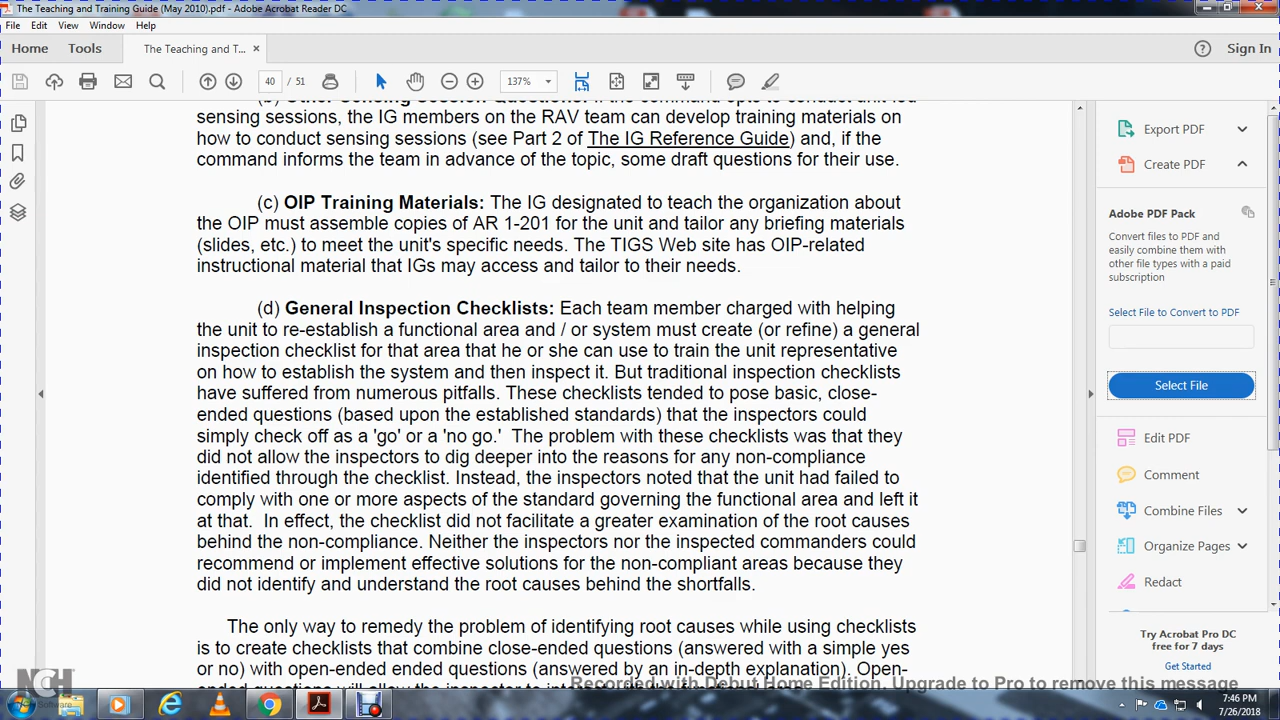 The Teaching and Training Guide (May 2010).pdf - Adobe Acrobat Reader DC
File Edit View Window Help
Home Tools The Teaching and T... × Sign In
40 / 51 137%
(b) Other Sensing Session Questions: If the command opts to conduct unit-led
sensing sessions, the IG members on the RAV team can develop training materials on
how to conduct sensing sessions (see Part 2 of The IG Reference Guide) and, if the
command informs the team in advance of the topic, some draft questions for their use.
(c) OIP Training Materials: The IG designated to teach the organization about
the OIP must assemble copies of AR 1-201 for the unit and tailor any briefing materials
(slides, etc.) to meet the unit's specific needs. The TIGS Web site has OIP-related
instructional material that IGs may access and tailor to their needs.
(d) General Inspection Checklists: Each team member charged with helping
the unit to re-establish a functional area and / or system must create (or refine) a general
inspection checklist for that area that he or she can use to train the unit representative
on how to establish the system and then inspect it. But traditional inspection checklists
have suffered from numerous pitfalls. These checklists tended to pose basic, close-
ended questions (based upon the established standards) that the inspectors could
simply check off as a 'go' or a 'no go.' The problem with these checklists was that they
did not allow the inspectors to dig deeper into the reasons for any non-compliance
identified through the checklist. Instead, the inspectors noted that the unit had failed to
comply with one or more aspects of the standard governing the functional area and left it
at that. In effect, the checklist did not facilitate a greater examination of the root causes
behind the non-compliance. Neither the inspectors nor the inspected commanders could
recommend or implement effective solutions for the non-compliant areas because they
did not identify and understand the root causes behind the shortfalls.
The only way to remedy the problem of identifying root causes while using checklists
is to create checklists that combine close-ended questions (answered with a simple yes
or no) with open-ended ended questions (answered by an in-depth explanation). Open-
Export PDF
Create PDF
Adobe PDF Pack
Convert files to PDF and
easily combine them with
other file types with a paid
subscription
Select File to Convert to PDF
Select File
Edit PDF
Comment
Combine Files
Organize Pages
Redact
Try Acrobat Pro DC
free for 7 days
Get Started
NCH
Software
Recorded with Debut Home Edition. Upgrade to Pro to remove this message
7:46 PM
7/26/2018